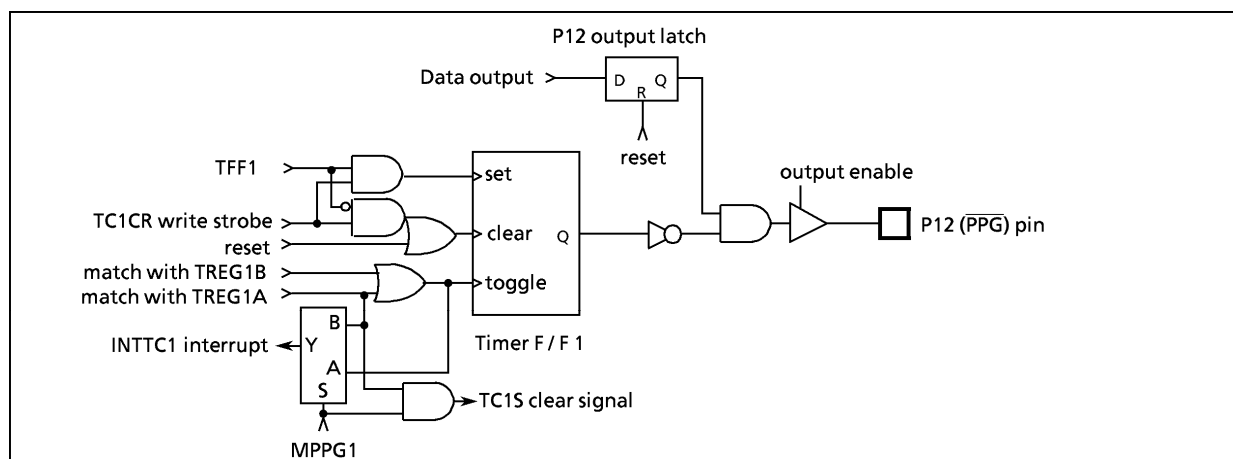 P12 output latch
Data output
D Q
R
reset
TFF1
set
output enable
TC1CR write strobe
clear
Q
P12 (PPG) pin
reset
match with TREG1B
toggle
match with TREG1A
B
Timer F / F 1
INTTC1 interrupt
Y
A
S
TC1S clear signal
MPPG1